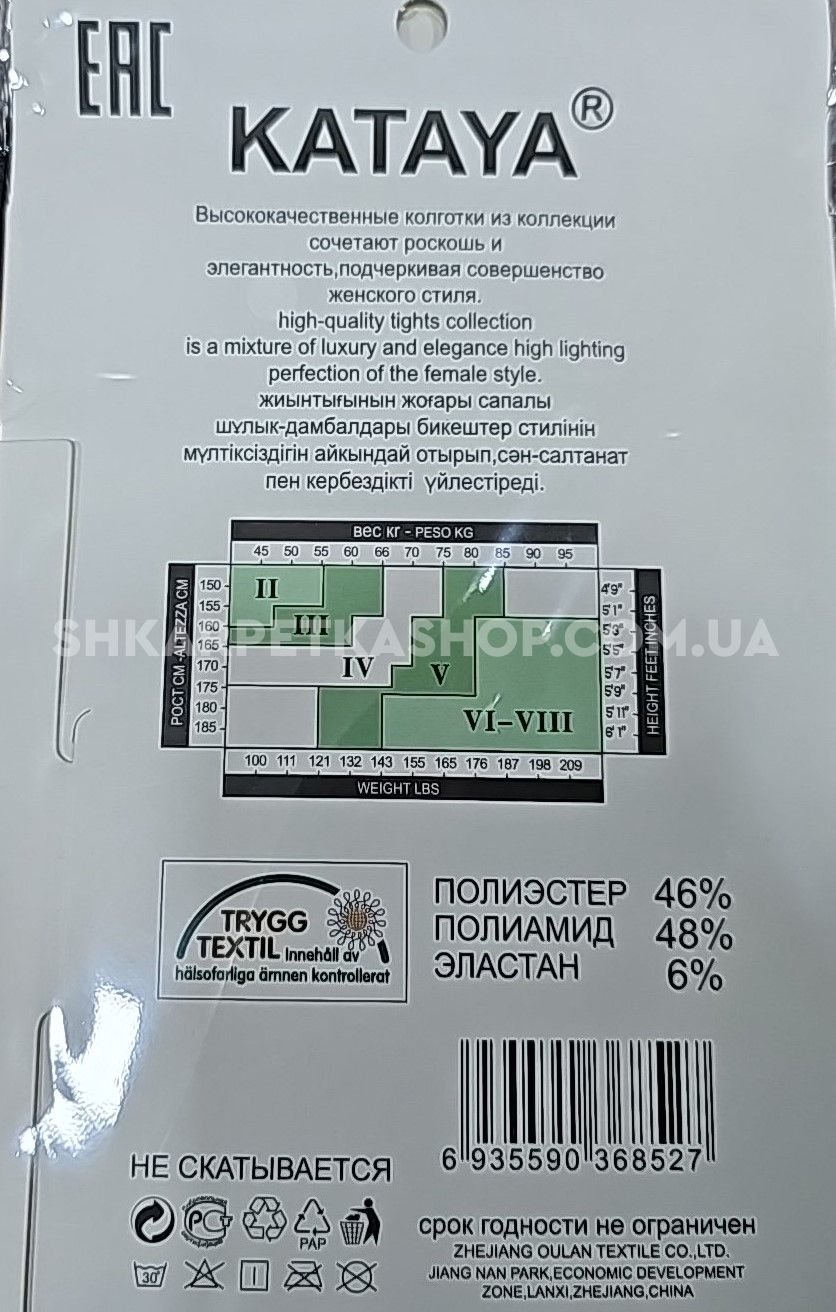 EAC
KATAYA®
Высококачественные колготки из коллекции
сочетают роскошь и
элегантность,подчеркивая совершенство
женского стиля.
high-quality tights collection
is a mixture of luxury and elegance high lighting
perfection of the female style.
жиынтығынын жоғары сапалы
шұлык-дамбалдары бикештер стилінін
мүлтіксіздігін айкындай отырып,сән-салтанат
пен кербездікті үйлестіреді.
вес кг - PESO KG
45 50 55 60 66 70 75 80 85 90 95
РОСТ СМ -ALTEZZA CM
150
155
160
165
170
175
180
185
II
III
IV
V
VI-VIII
4'9"
5'1"
5'3"
5'5"
5'7"
5'9"
5'11"
6'1"
HEIGHT FEET INCHES
SHKARPETKASHOP.COM.UA
100 111 121 132 143 155 165 176 187 198 209
WEIGHT LBS
TRYGG
TEXTIL Innehåll av
hälsofarliga ärnnen kontrollerat
ПОЛИЭСТЕР 46%
ПОЛИАМИД 48%
ЭЛАСТАН 6%
6 935590 368527
НЕ СКАТЫВАЕТСЯ
РСТ
PAP
30
срок годности не ограничен
ZHEJIANG OULAN TEXTILE CO.,LTD.
JIANG NAN PARK,ECONOMIC DEVELOPMENT
ZONE,LANXI,ZHEJIANG,CHINA